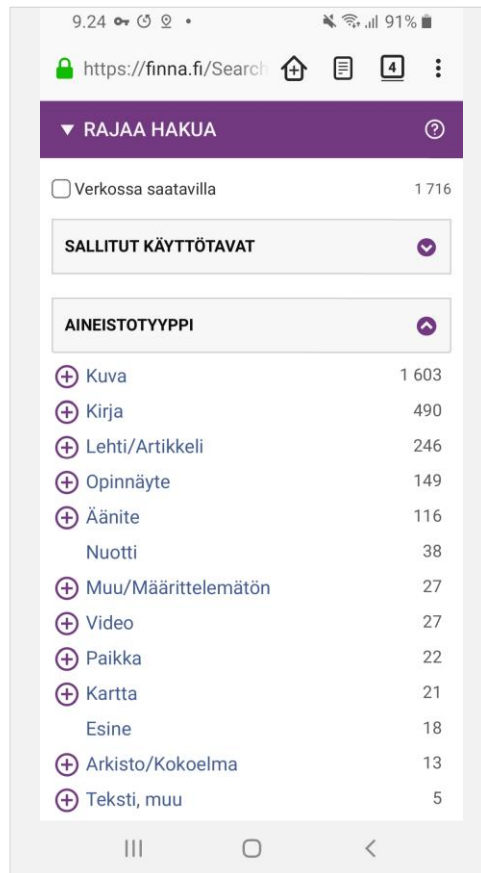 9.24 91%
https://finna.fi/Search 4
RAJAA HAKUA
Verkossa saatavilla 1 716
SALLITUT KÄYTTÖTAVAT
AINEISTOTYYPPI
Kuva 1 603
Kirja 490
Lehti/Artikkeli 246
Opinnäyte 149
Äänite 116
Nuotti 38
Muu/Määrittelemätön 27
Video 27
Paikka 22
Kartta 21
Esine 18
Arkisto/Kokoelma 13
Teksti, muu 5